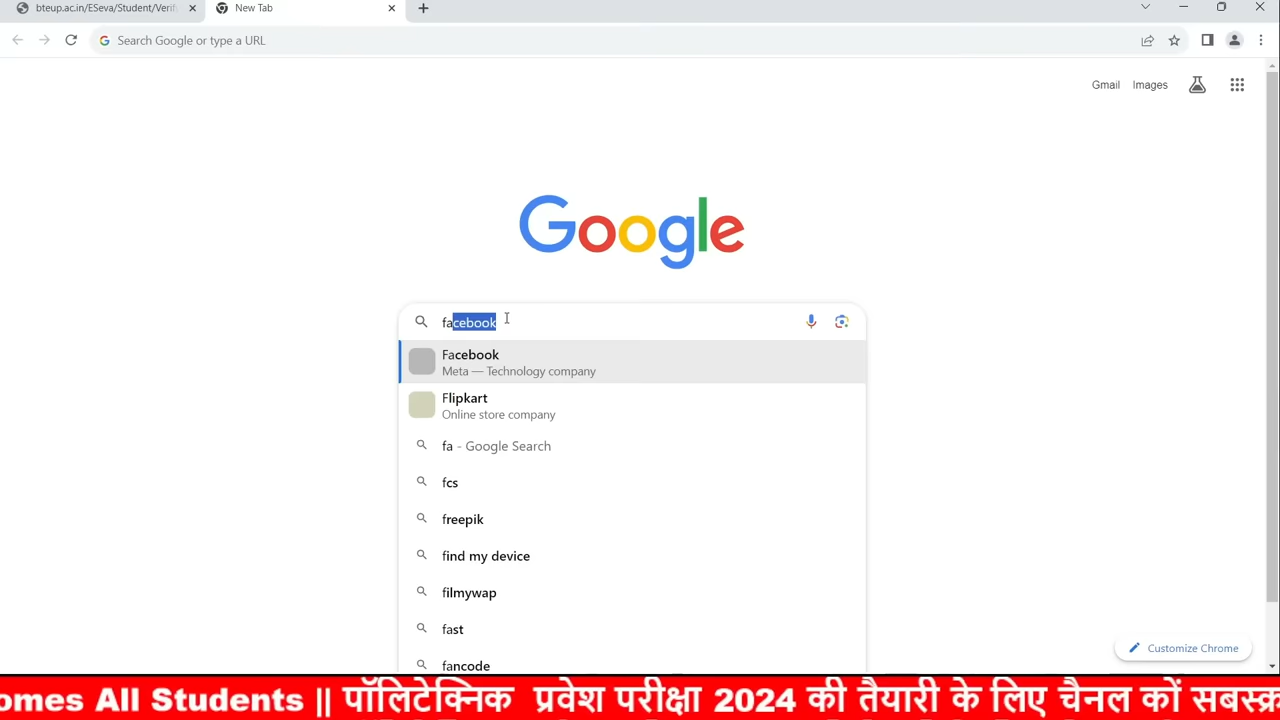 bteup.ac.in/ESeva/Student/Verif
New Tab
Search Google or type a URL
Gmail Images
Google
facebook
Facebook
Meta — Technology company
Flipkart
Online store company
fa - Google Search
fcs
freepik
find my device
filmywap
fast
fancode
Customize Chrome
omes All Students || पॉलिटेक्निक प्रवेश परीक्षा 2024 की तैयारी के लिए चैनल कों सबस्क्र